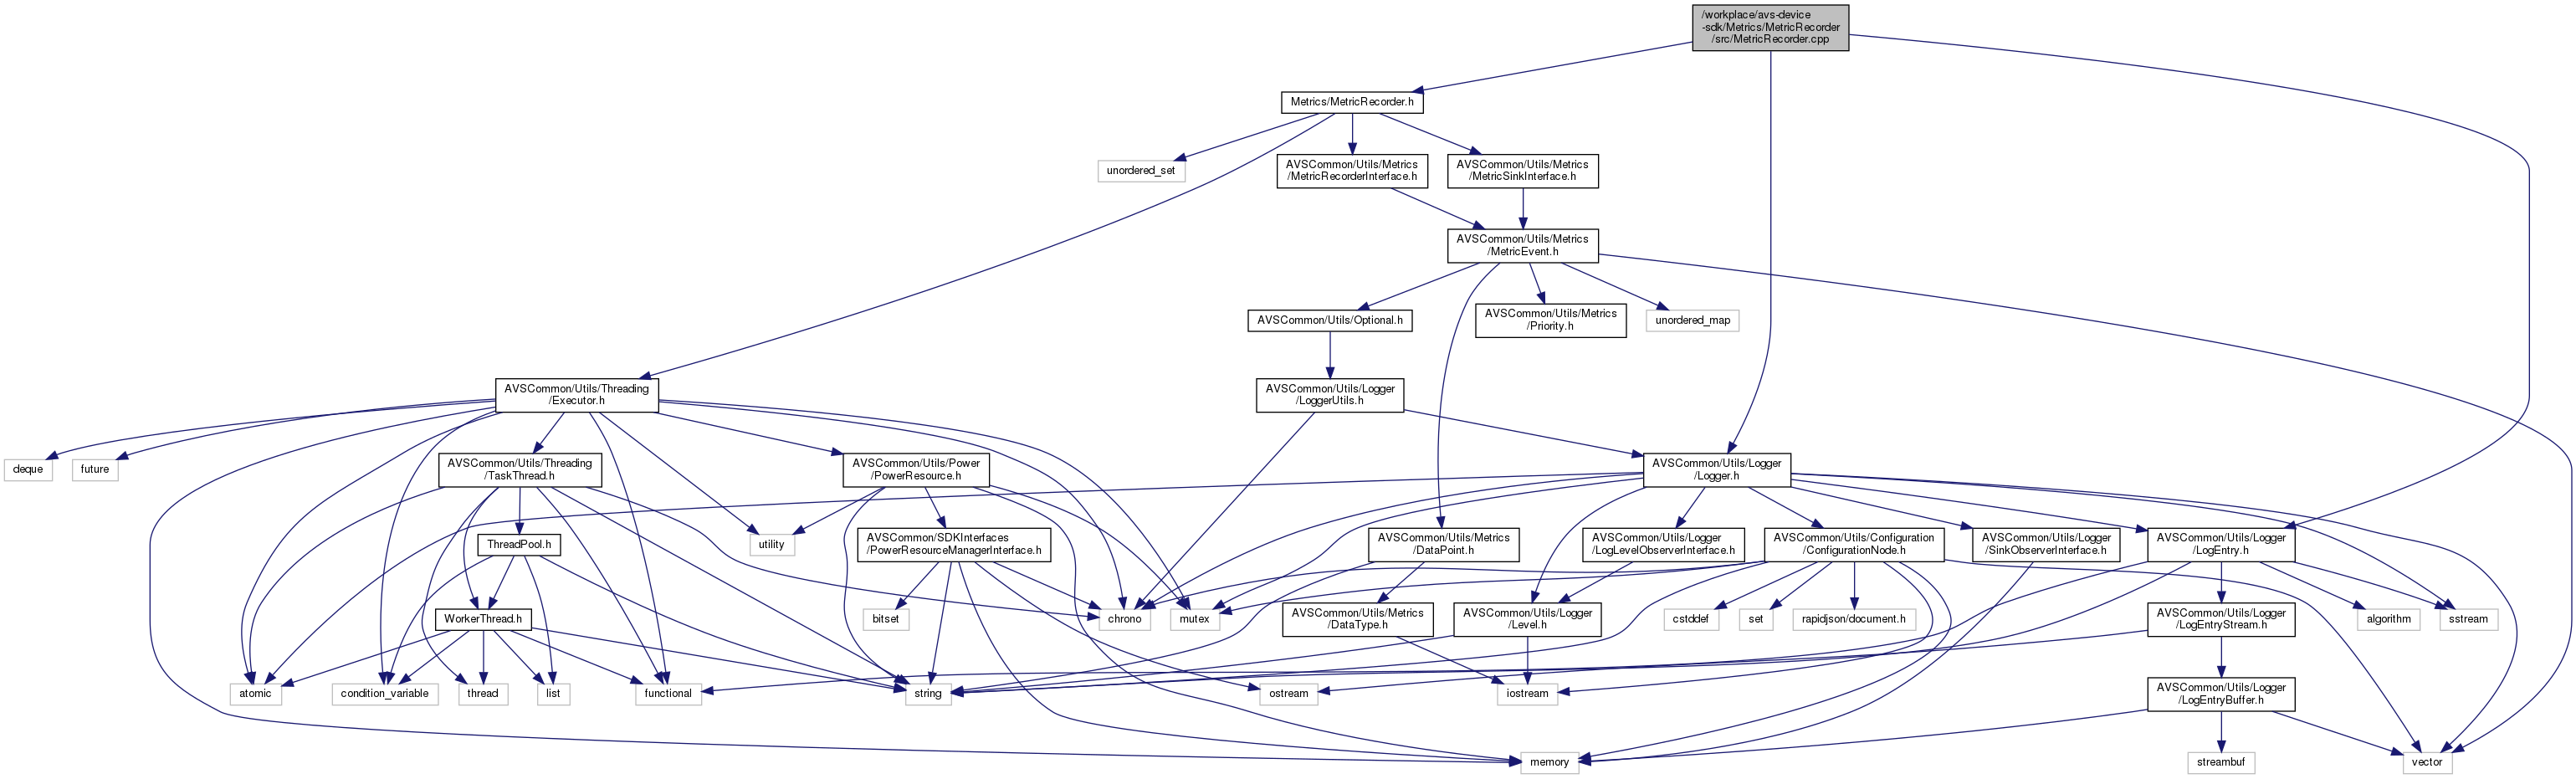 /workplace/avs-device
-sdk/Metrics/MetricRecorder
/src/MetricRecorder.cpp
Metrics/MetricRecorder.h
unordered_set
AVSCommon/Utils/Metrics
/MetricRecorderInterface.h
AVSCommon/Utils/Metrics
/MetricSinkInterface.h
AVSCommon/Utils/Metrics
/MetricEvent.h
AVSCommon/Utils/Optional.h
AVSCommon/Utils/Metrics
/Priority.h
unordered_map
AVSCommon/Utils/Threading
/Executor.h
AVSCommon/Utils/Logger
/LoggerUtils.h
deque
future
AVSCommon/Utils/Threading
/TaskThread.h
AVSCommon/Utils/Power
/PowerResource.h
AVSCommon/Utils/Logger
/Logger.h
ThreadPool.h
utility
AVSCommon/SDKInterfaces
/PowerResourceManagerInterface.h
AVSCommon/Utils/Metrics
/DataPoint.h
AVSCommon/Utils/Logger
/LogLevelObserverInterface.h
AVSCommon/Utils/Configuration
/ConfigurationNode.h
AVSCommon/Utils/Logger
/SinkObserverInterface.h
AVSCommon/Utils/Logger
/LogEntry.h
WorkerThread.h
bitset
chrono
mutex
AVSCommon/Utils/Metrics
/DataType.h
AVSCommon/Utils/Logger
/Level.h
cstddef
set
rapidjson/document.h
AVSCommon/Utils/Logger
/LogEntryStream.h
algorithm
sstream
atomic
condition_variable
thread
list
functional
string
ostream
iostream
AVSCommon/Utils/Logger
/LogEntryBuffer.h
memory
streambuf
vector